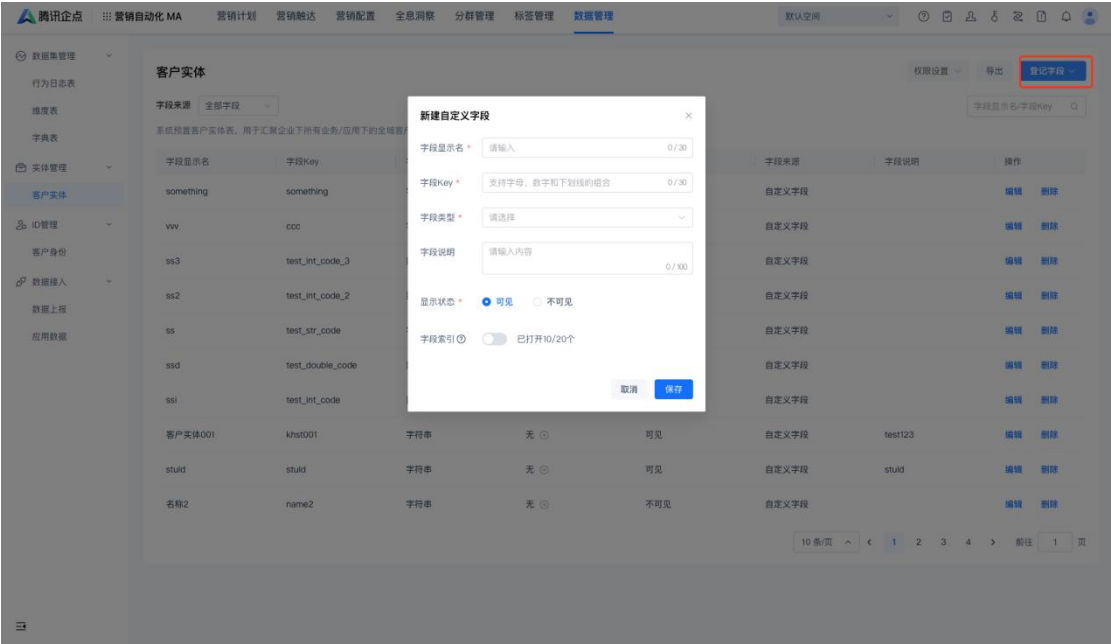 腾讯企点 营销自动化 MA 营销计划 营销触达 营销配置 全息洞察 分群管理 标签管理 数据管理 默认空间
数据集管理
行为日志表
维度表
字典表
实体管理
客户实体
ID管理
客户身份
数据接入
数据上报
应用数据
客户实体 权限设置 导出 登记字段
字段来源 全部字段 字段显示名/字段Key
系统预置客户实体表，用于汇聚企业下所有业务/应用下的全域客户
字段显示名 字段Key 字段来源 字段说明 操作
something something 自定义字段 编辑 删除
vvv ccc 自定义字段 编辑 删除
ss3 test_int_code_3 自定义字段 编辑 删除
ss2 test_int_code_2 自定义字段 编辑 删除
ss test_str_code 自定义字段 编辑 删除
ssd test_double_code 自定义字段 编辑 删除
ssi test_int_code 自定义字段 编辑 删除
客户实体001 khst001 字符串 无 可见 自定义字段 test123 编辑 删除
stuId stuId 字符串 无 可见 自定义字段 stuId 编辑 删除
名称2 name2 字符串 无 不可见 自定义字段 编辑 删除
10 条/页 1 2 3 4 前往 1 页
新建自定义字段
字段显示名 * 请输入 0/30
字段Key * 支持字母、数字和下划线的组合 0/30
字段类型 * 请选择
字段说明 请输入内容
0/100
显示状态 * 可见 不可见
字段索引 已打开10/20个
取消 保存